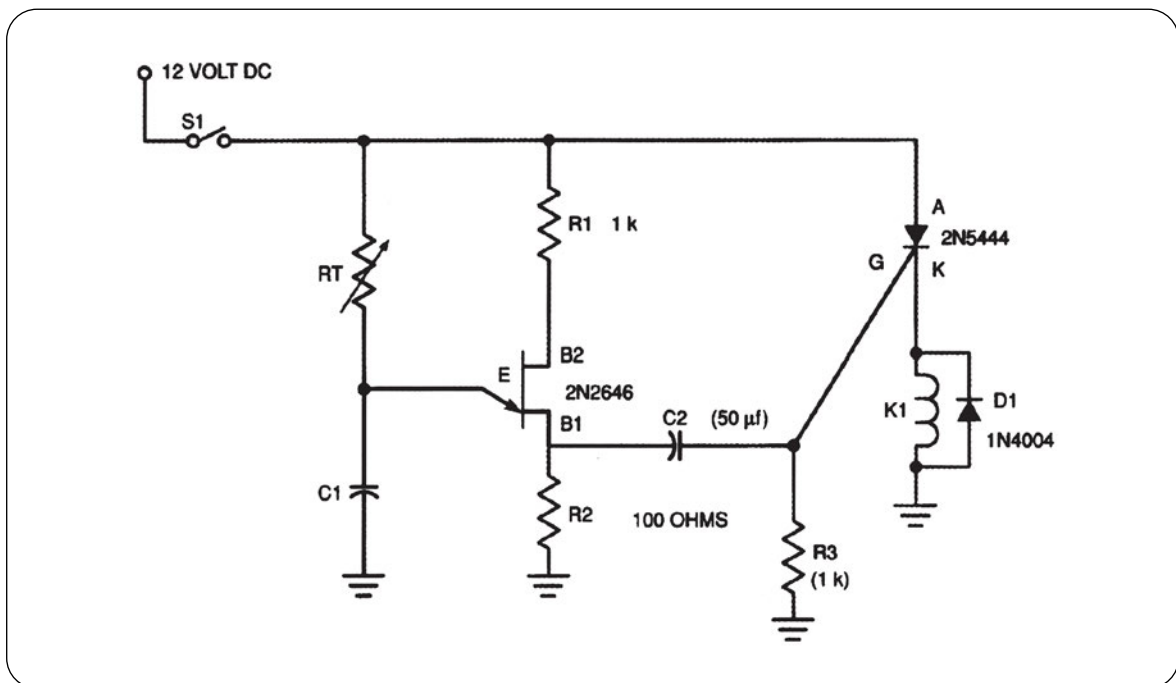 12 VOLT DC
S1
R1 1 k
A
2N5444
G
K
RT
B2
E
2N2646
B1
C2 (50 µf)
K1
D1
1N4004
C1
R2
100 OHMS
R3
(1 k)